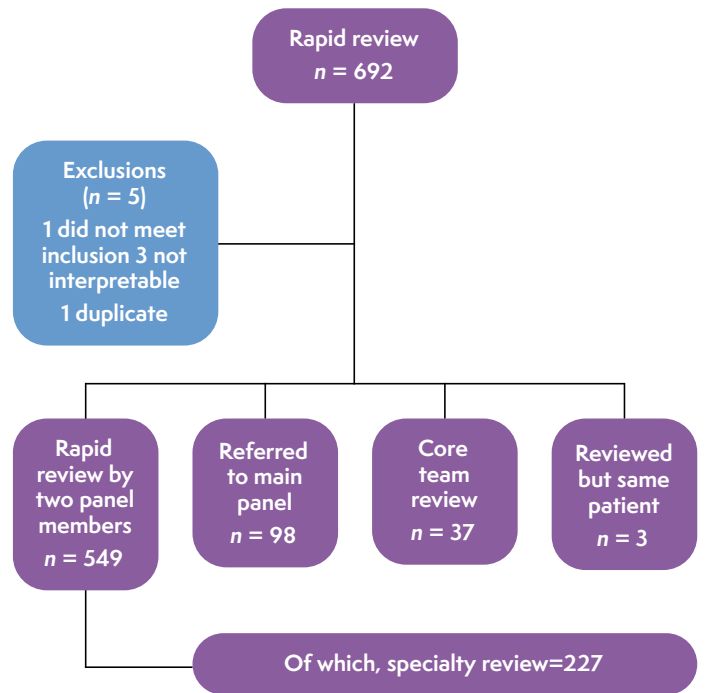 Rapid review
n = 692
Exclusions
(n = 5)
1 did not meet
inclusion 3 not
interpretable
1 duplicate
Rapid
review by
two panel
members
n = 549
Referred
to main
panel
n = 98
Core
team
review
n = 37
Reviewed
but same
patient
n = 3
Of which, specialty review=227